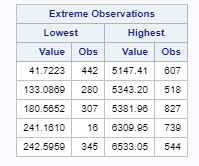 Extreme Observations
Lowest Highest
Value Obs Value Obs
41.7223 442 5147.41 607
133.0869 280 5343.20 518
180.5652 307 5381.96 827
241.1610 16 6309.95 739
242.5959 345 6533.05 544